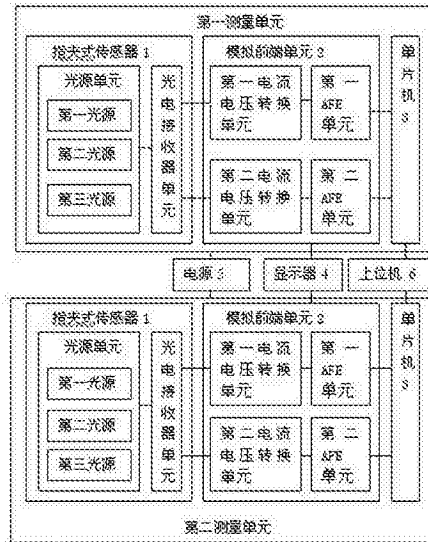 第一测量单元
指夹式传感器 1
光源单元
第一光源
第二光源
第三光源
光电接收器单元
模拟前端单元 2
第一电流
电压转换
单元
第一
AFE
单元
第二电流
电压转换
单元
第二
AFE
单元
单片机 3
电源 5
显示器 4
上位机 6
指夹式传感器 1
光源单元
第一光源
第二光源
第三光源
光电接收器单元
模拟前端单元 2
第一电流
电压转换
单元
第一
AFE
单元
第二电流
电压转换
单元
第二
AFE
单元
单片机 3
第二测量单元